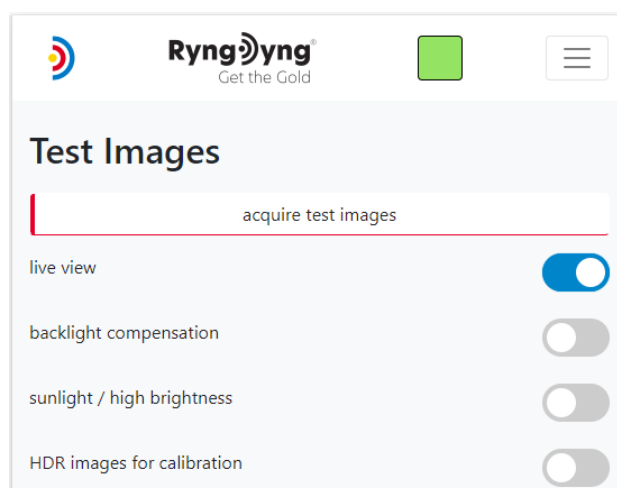 RyngDyng®
Get the Gold
Test Images
acquire test images
live view
backlight compensation
sunlight / high brightness
HDR images for calibration